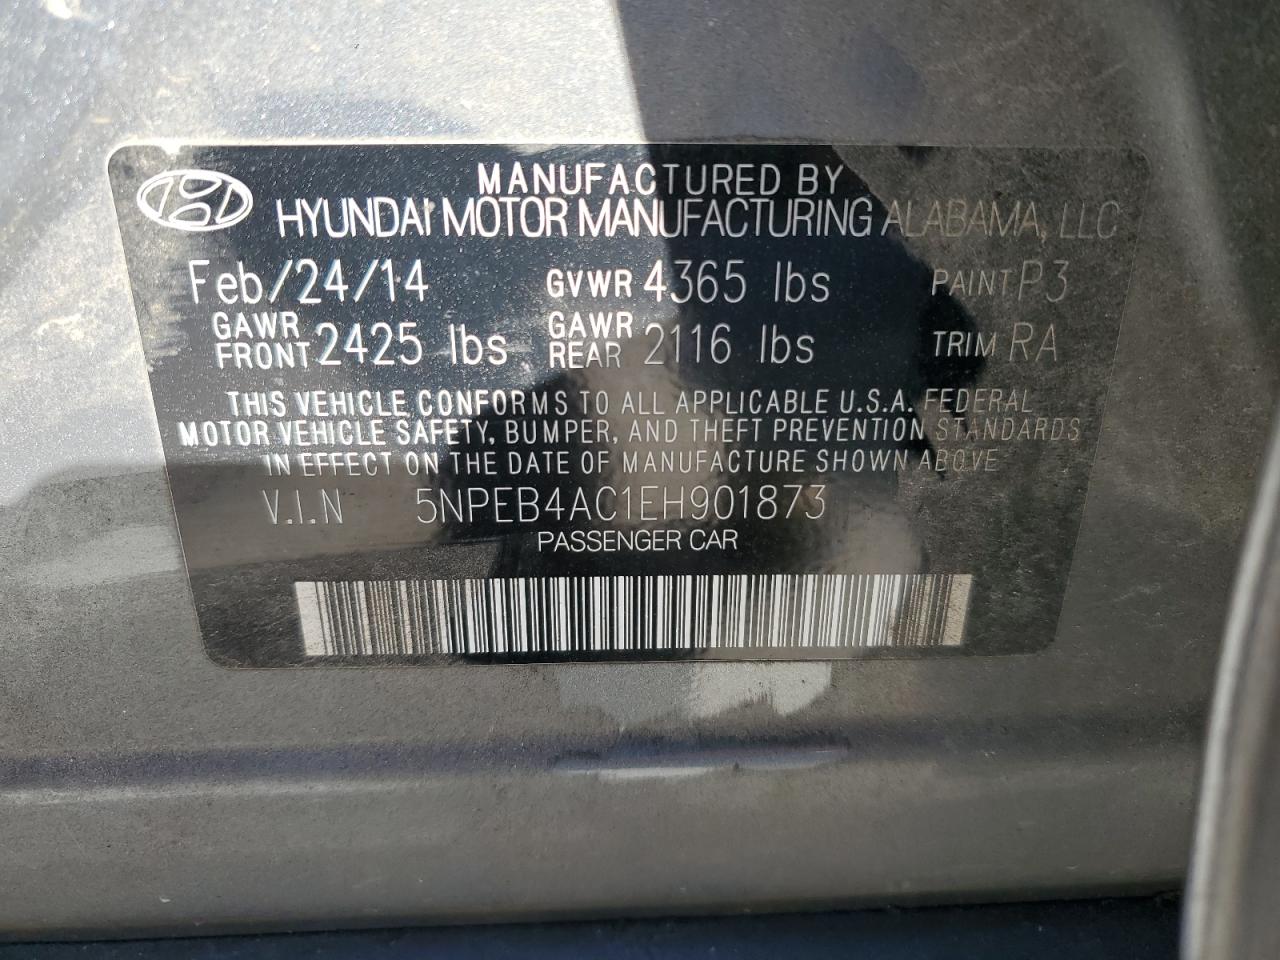 MANUFACTURED BY
HYUNDAI MOTOR MANUFACTURING ALABAMA, LLC
Feb/24/14 GVWR 4365 lbs PAINT P3
GAWR FRONT 2425 lbs GAWR REAR 2116 lbs TRIM RA
THIS VEHICLE CONFORMS TO ALL APPLICABLE U.S.A. FEDERAL
MOTOR VEHICLE SAFETY, BUMPER, AND THEFT PREVENTION STANDARDS
IN EFFECT ON THE DATE OF MANUFACTURE SHOWN ABOVE
V.I.N 5NPEB4AC1EH901873
PASSENGER CAR